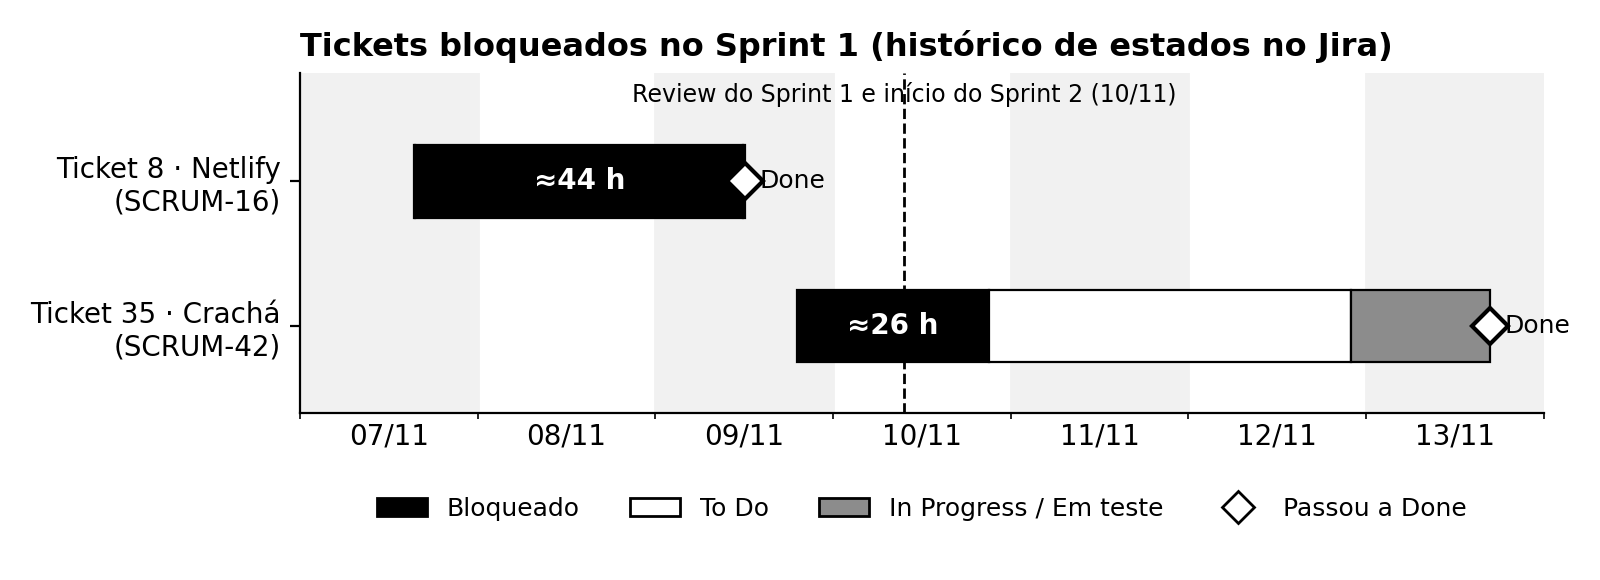 Tickets bloqueados no Sprint 1 (histórico de estados no Jira)
Review do Sprint 1 e início do Sprint 2 (10/11)
Ticket 8 · Netlify
(SCRUM-16)
≈44 h
Done
Ticket 35 · Crachá
(SCRUM-42)
≈26 h
Done
07/11 08/11 09/11 10/11 11/11 12/11 13/11
Bloqueado To Do In Progress / Em teste Passou a Done